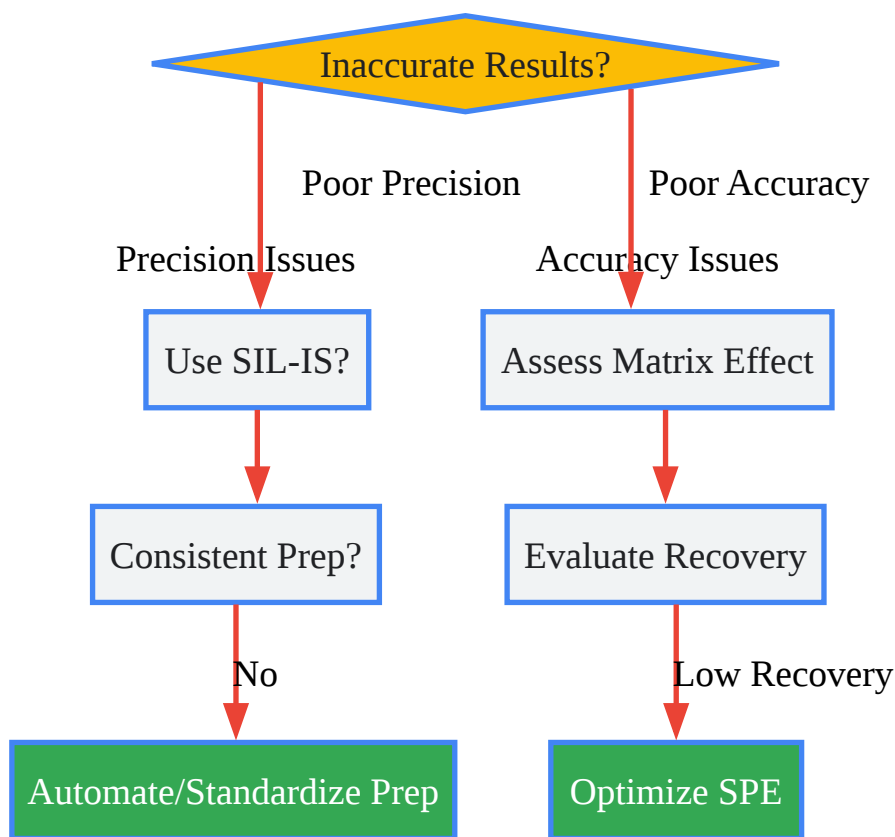 Inaccurate Results?
Poor Precision
Poor Accuracy
Precision Issues
Accuracy Issues
Use SIL-IS?
Assess Matrix Effect
Consistent Prep?
Evaluate Recovery
No
Low Recovery
Automate/Standardize Prep
Optimize SPE